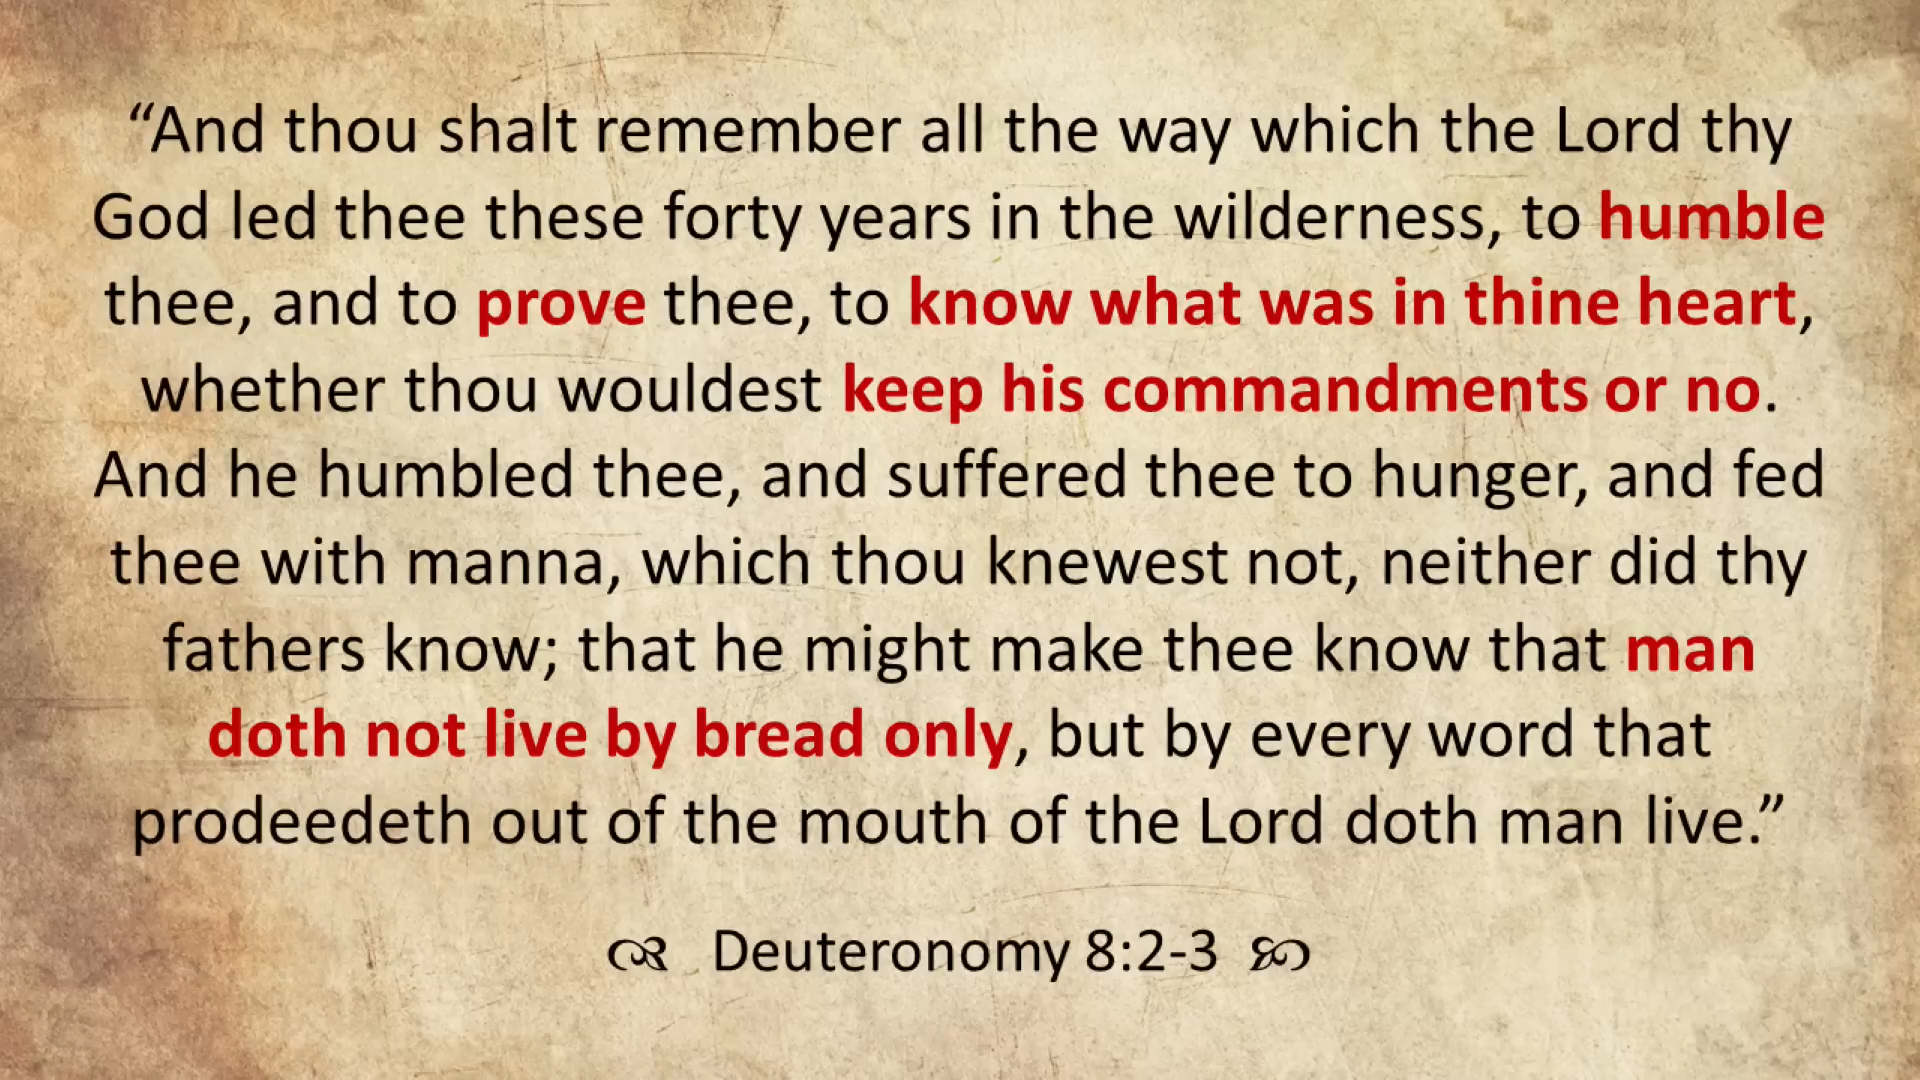 “And thou shalt remember all the way which the Lord thy
God led thee these forty years in the wilderness, to humble
thee, and to prove thee, to know what was in thine heart,
whether thou wouldest keep his commandments or no.
And he humbled thee, and suffered thee to hunger, and fed
thee with manna, which thou knewest not, neither did thy
fathers know; that he might make thee know that man
doth not live by bread only, but by every word that
prodeedeth out of the mouth of the Lord doth man live.”
Deuteronomy 8:2-3